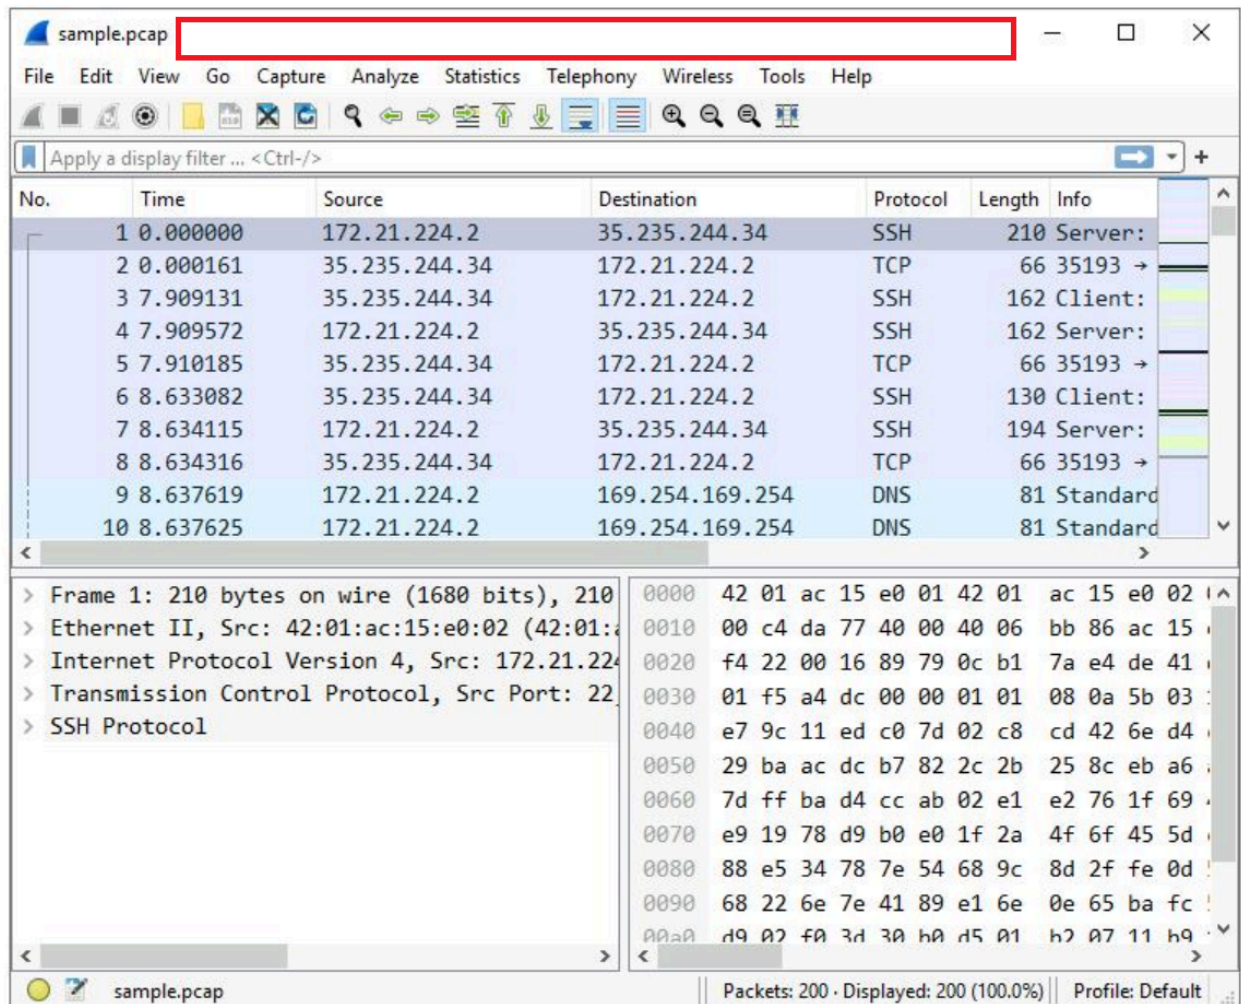 sample.pcap
File Edit View Go Capture Analyze Statistics Telephony Wireless Tools Help
Apply a display filter ... <Ctrl-/>
No. Time Source Destination Protocol Length Info
1 0.000000 172.21.224.2 35.235.244.34 SSH 210 Server:
2 0.000161 35.235.244.34 172.21.224.2 TCP 66 35193 →
3 7.909131 35.235.244.34 172.21.224.2 SSH 162 Client:
4 7.909572 172.21.224.2 35.235.244.34 SSH 162 Server:
5 7.910185 35.235.244.34 172.21.224.2 TCP 66 35193 →
6 8.633082 35.235.244.34 172.21.224.2 SSH 130 Client:
7 8.634115 172.21.224.2 35.235.244.34 SSH 194 Server:
8 8.634316 35.235.244.34 172.21.224.2 TCP 66 35193 →
9 8.637619 172.21.224.2 169.254.169.254 DNS 81 Standard
10 8.637625 172.21.224.2 169.254.169.254 DNS 81 Standard
Frame 1: 210 bytes on wire (1680 bits), 210
Ethernet II, Src: 42:01:ac:15:e0:02 (42:01:a
Internet Protocol Version 4, Src: 172.21.224
Transmission Control Protocol, Src Port: 22
SSH Protocol
0000 42 01 ac 15 e0 01 42 01 ac 15 e0 02
0010 00 c4 da 77 40 00 40 06 bb 86 ac 15
0020 f4 22 00 16 89 79 0c b1 7a e4 de 41
0030 01 f5 a4 dc 00 00 01 01 08 0a 5b 03
0040 e7 9c 11 ed c0 7d 02 c8 cd 42 6e d4
0050 29 ba ac dc b7 82 2c 2b 25 8c eb a6
0060 7d ff ba d4 cc ab 02 e1 e2 76 1f 69
0070 e9 19 78 d9 b0 e0 1f 2a 4f 6f 45 5d
0080 88 e5 34 78 7e 54 68 9c 8d 2f fe 0d
0090 68 22 6e 7e 41 89 e1 6e 0e 65 ba fc
00a0 d9 02 f0 3d 30 b0 d5 01 b2 07 11 b9
sample.pcap Packets: 200 · Displayed: 200 (100.0%) Profile: Default